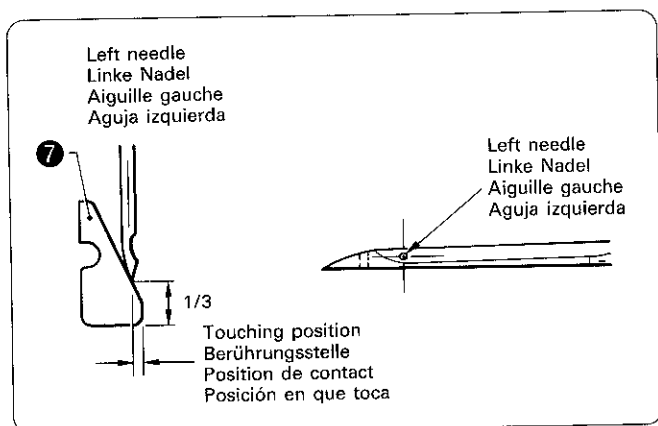 Left needle
Linke Nadel
Aiguille gauche
Aguja izquierda
7
1/3
Touching position
Berührungsstelle
Position de contact
Posición en que toca
Left needle
Linke Nadel
Aiguille gauche
Aguja izquierda